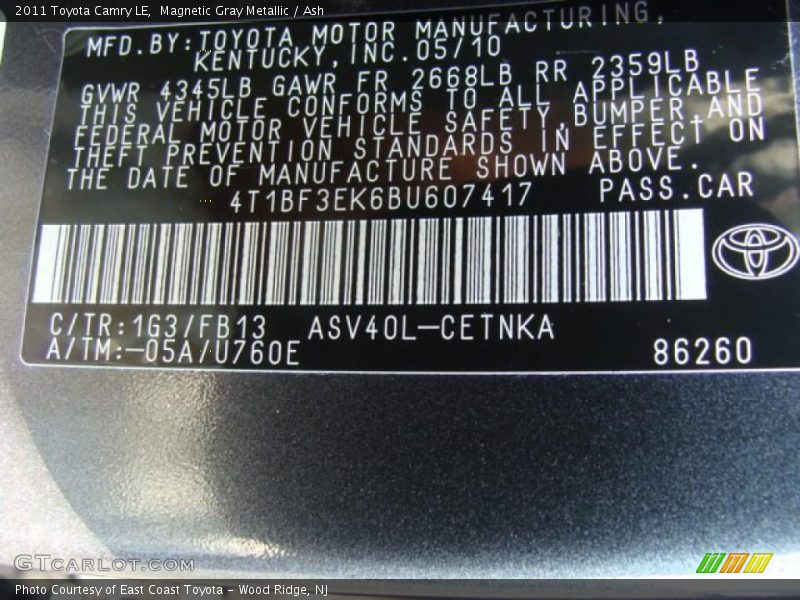 2011 Toyota Camry LE,  Magnetic Gray Metallic / Ash
MFD. BY: TOYOTA MOTOR MANUFACTURING,
KENTUCKY, INC. 05/10
GVWR 4345LB GAWR FR 2668LB RR 2359LB
THIS VEHICLE CONFORMS TO ALL APPLICABLE
FEDERAL MOTOR VEHICLE SAFETY, BUMPER, AND
THEFT PREVENTION STANDARDS IN EFFECT ON
THE DATE OF MANUFACTURE SHOWN ABOVE.
4T1BF3EK6BU607417 PASS. CAR
C/TR: 1G3/FB13 ASV40L-CETNKA
A/TM: -05A/U760E 86260
GTCARLOT.COM
Photo Courtesy of East Coast Toyota – Wood Ridge, NJ